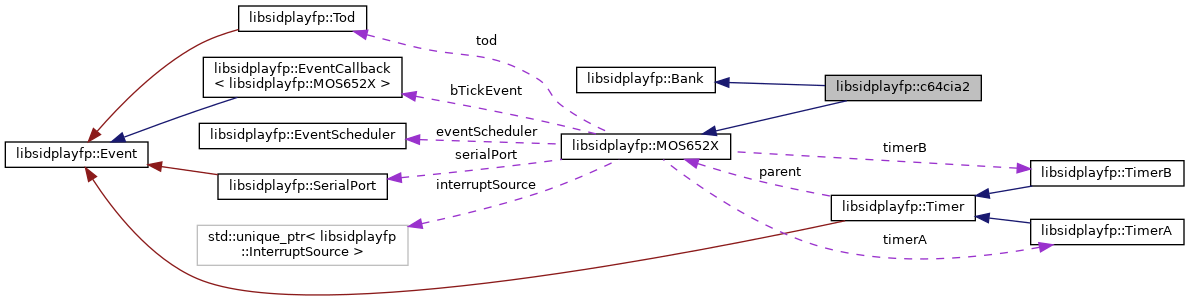 libsidplayfp::Tod
tod
libsidplayfp::EventCallback
< libsidplayfp::MOS652X >
bTickEvent
libsidplayfp::Bank
libsidplayfp::c64cia2
libsidplayfp::EventScheduler
eventScheduler
libsidplayfp::MOS652X
libsidplayfp::Event
serialPort
timerB
libsidplayfp::SerialPort
interruptSource
parent
libsidplayfp::TimerB
libsidplayfp::Timer
std::unique_ptr< libsidplayfp
::InterruptSource >
timerA
libsidplayfp::TimerA